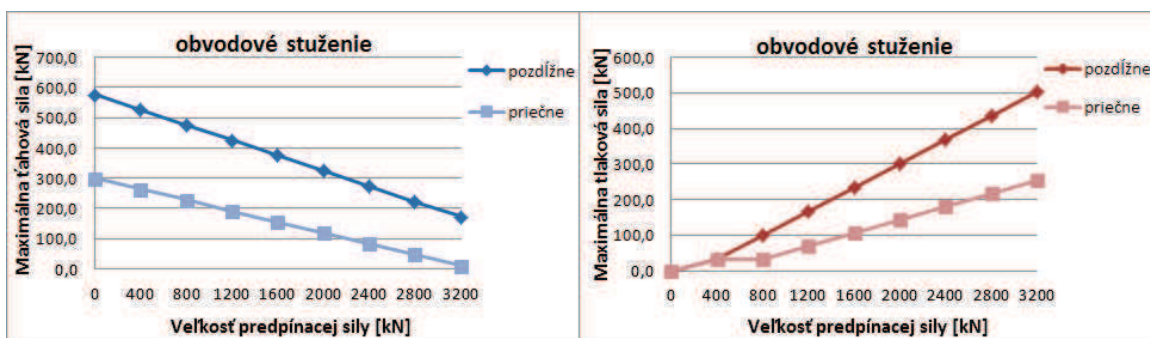 obvodové stuženie
Maximálna ťahová sila [kN]
700,0
600,0
500,0
400,0
300,0
200,0
100,0
0,0
0 400 800 1200 1600 2000 2400 2800 3200
Veľkosť predpínacej sily [kN]
pozdĺžne
priečne
obvodové stuženie
Maximálna tlaková sila [kN]
600,0
500,0
400,0
300,0
200,0
100,0
0,0
0 400 800 1200 1600 2000 2400 2800 3200
Veľkosť predpínacej sily [kN]
pozdĺžne
priečne